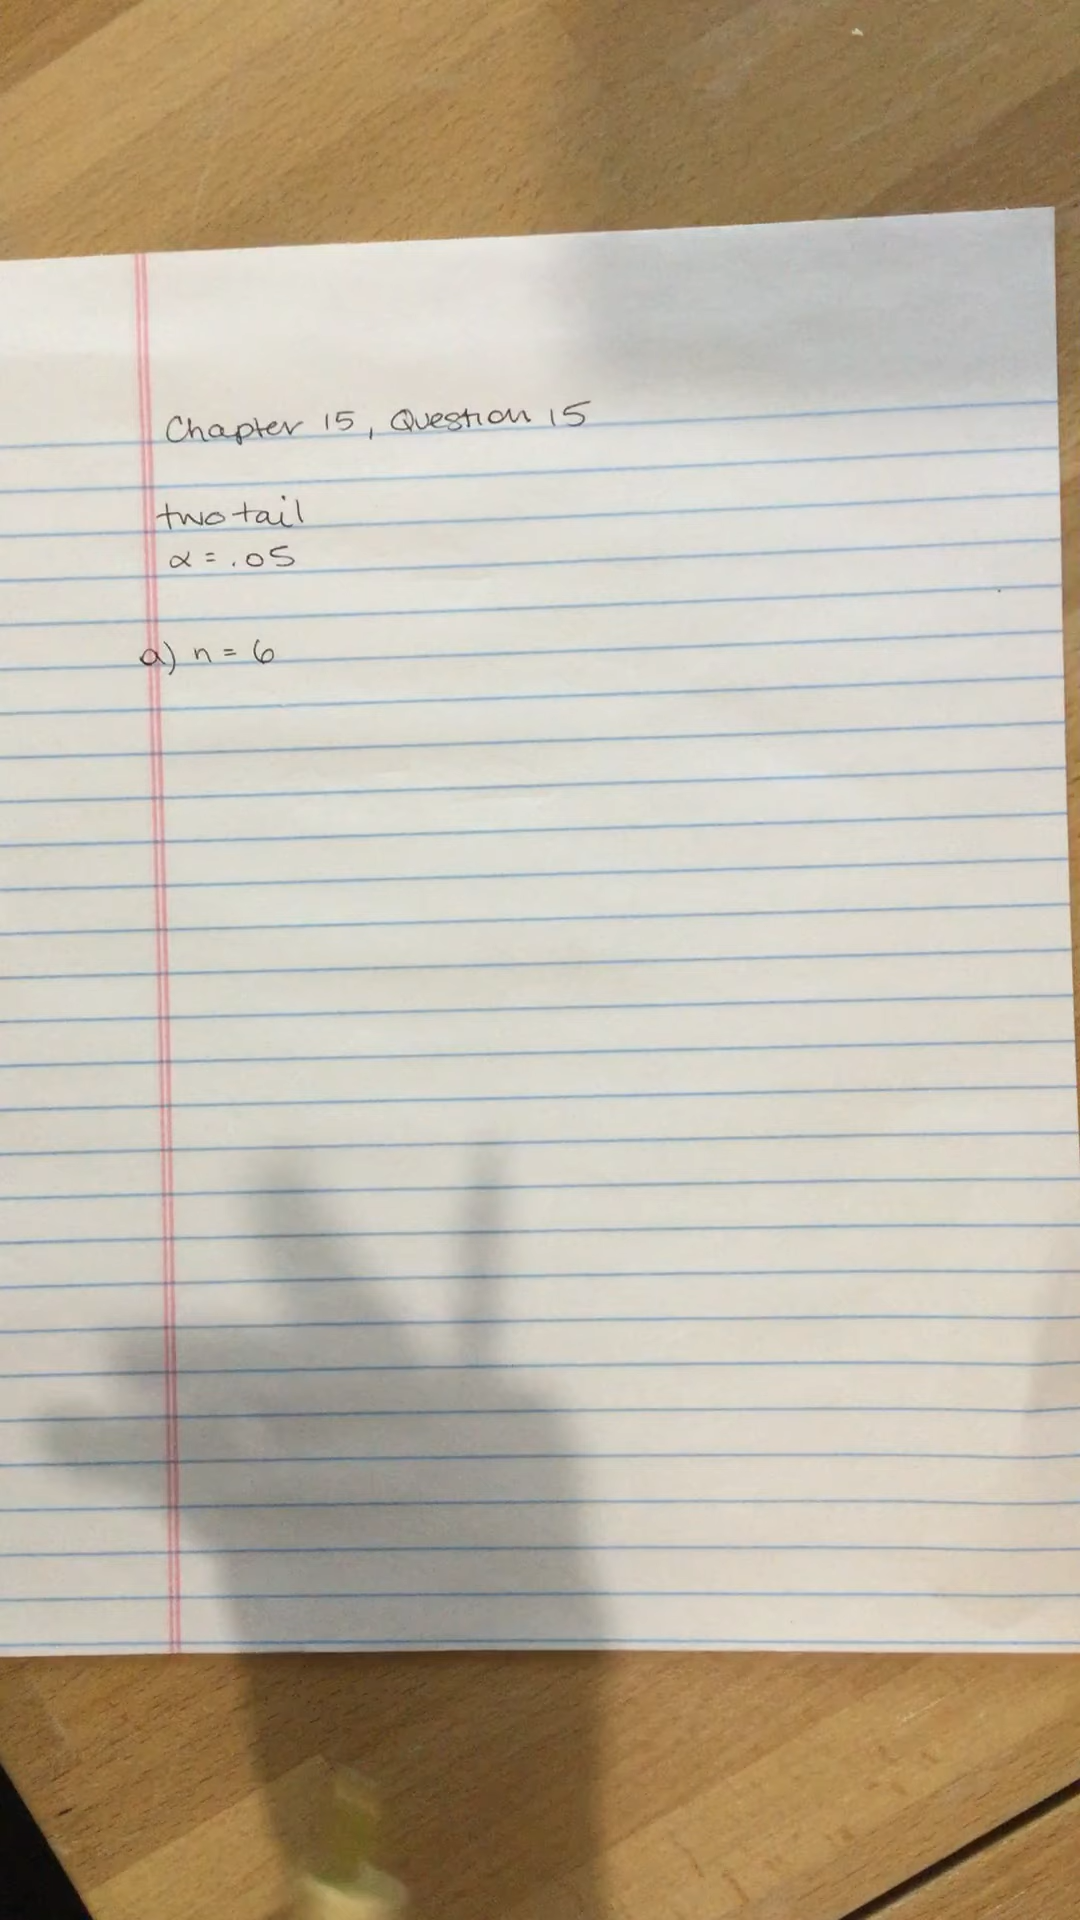 Chapter 15, Question 15
two tail
α = .05
a) n = 6